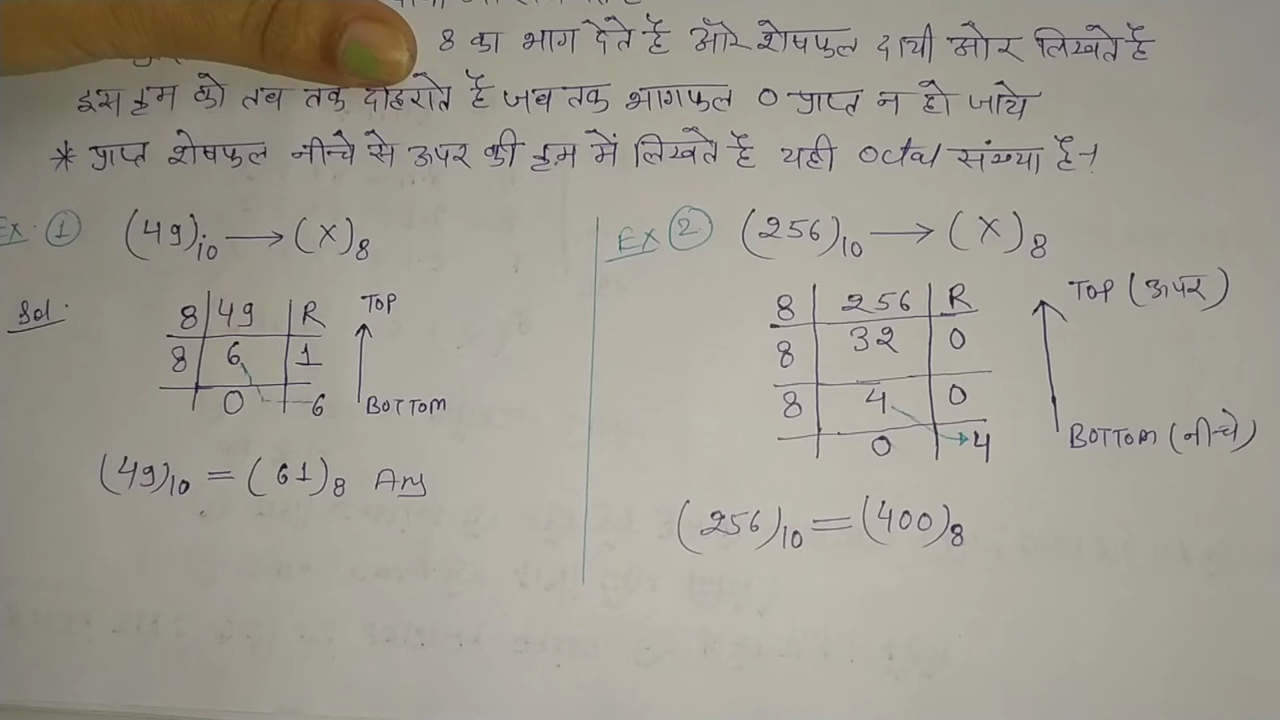 8 का भाग देते है और शेषफल दायी ओर लिखते है
इस क्रम को तब तक दोहराते है जब तक भागफल 0 प्राप्त न हो जाये
* प्राप्त शेषफल नीचे से ऊपर की क्रम में लिखते है यही octal संख्या है-!
Ex. ① (49)₁₀ → (X)₈
Sol.
8 | 49 | R
8 | 6 | 1
0 | 6
TOP
BOTTOM
(49)₁₀ = (61)₈ Ans
Ex ② (256)₁₀ → (X)₈
8 | 256 | R
8 | 32 | 0
8 | 4 | 0
0 | 4
TOP (ऊपर)
BOTTOM (नीचे)
(256)₁₀ = (400)₈